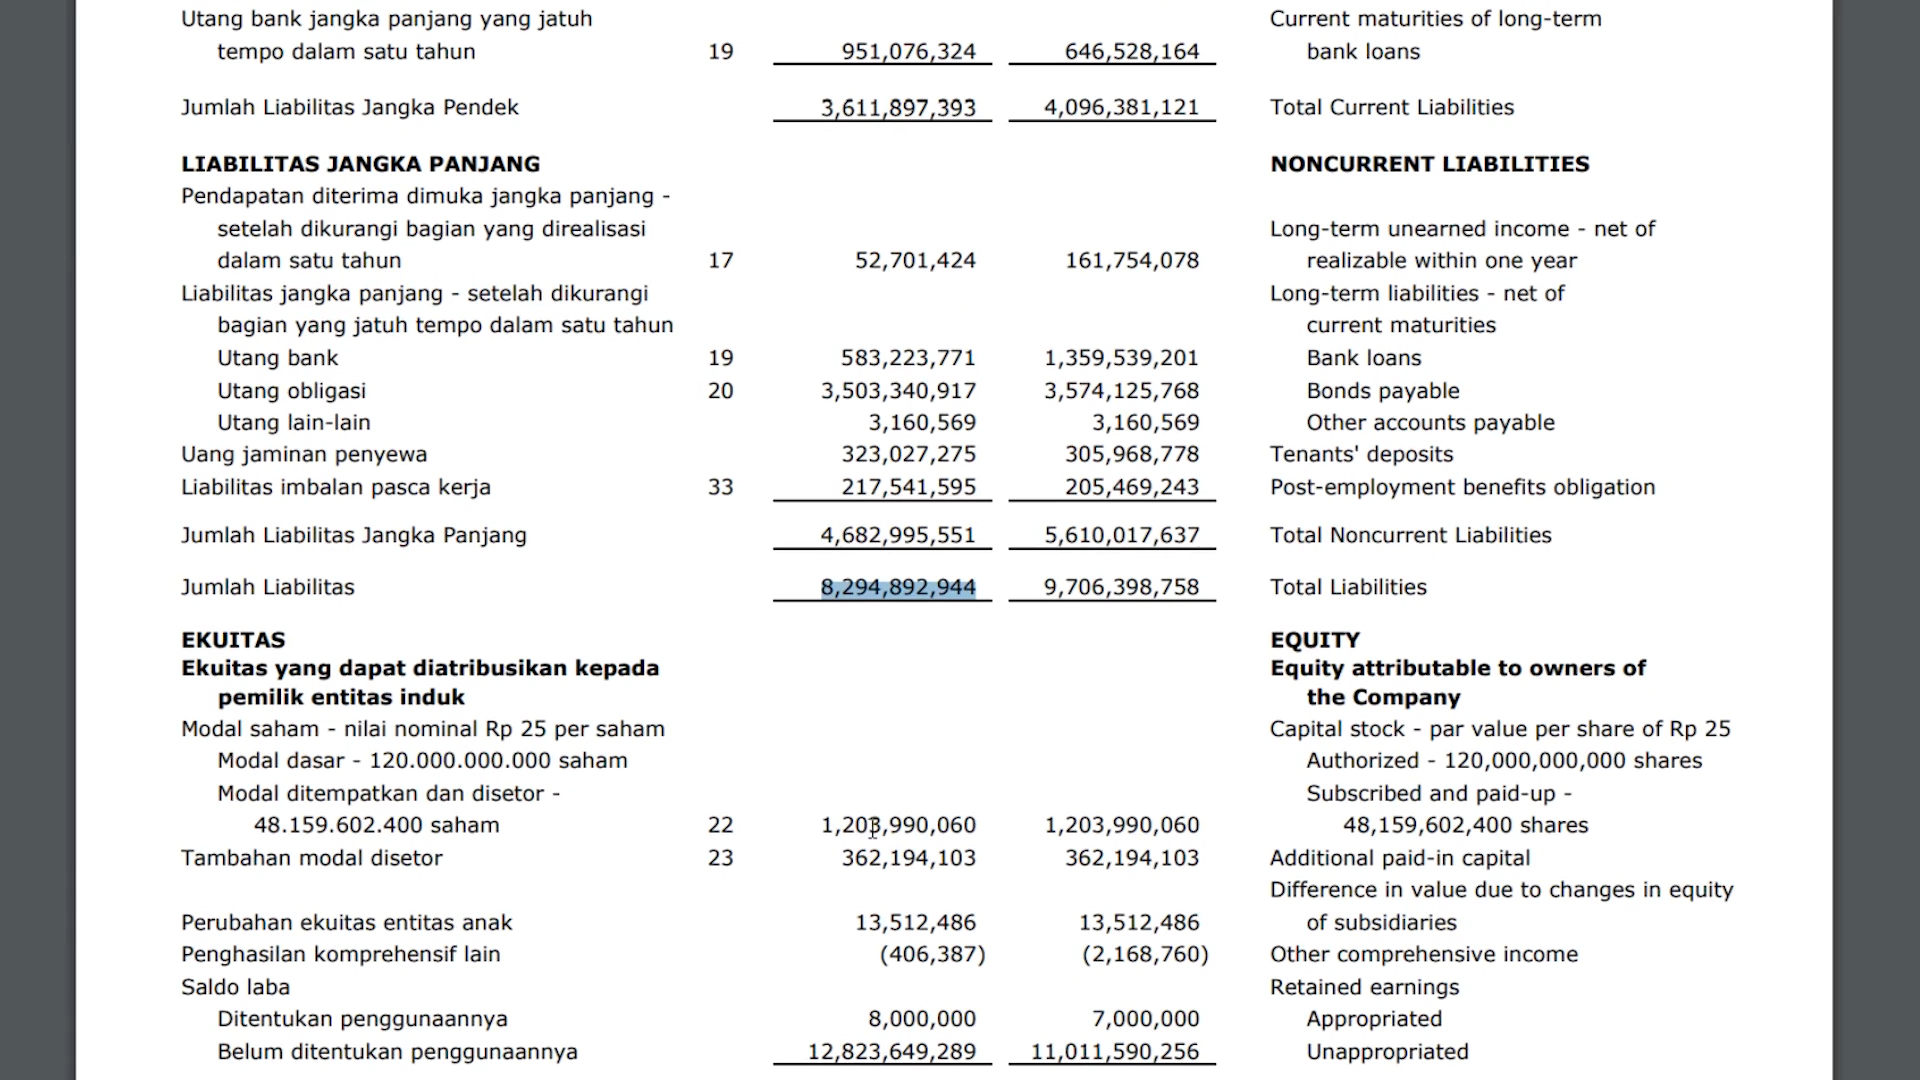 Utang bank jangka panjang yang jatuh Current maturities of long-term
tempo dalam satu tahun 19 951,076,324 646,528,164 bank loans
Jumlah Liabilitas Jangka Pendek 3,611,897,393 4,096,381,121 Total Current Liabilities
LIABILITAS JANGKA PANJANG NONCURRENT LIABILITIES
Pendapatan diterima dimuka jangka panjang -
setelah dikurangi bagian yang direalisasi Long-term unearned income - net of
dalam satu tahun 17 52,701,424 161,754,078 realizable within one year
Liabilitas jangka panjang - setelah dikurangi Long-term liabilities - net of
bagian yang jatuh tempo dalam satu tahun current maturities
Utang bank 19 583,223,771 1,359,539,201 Bank loans
Utang obligasi 20 3,503,340,917 3,574,125,768 Bonds payable
Utang lain-lain 3,160,569 3,160,569 Other accounts payable
Uang jaminan penyewa 323,027,275 305,968,778 Tenants' deposits
Liabilitas imbalan pasca kerja 33 217,541,595 205,469,243 Post-employment benefits obligation
Jumlah Liabilitas Jangka Panjang 4,682,995,551 5,610,017,637 Total Noncurrent Liabilities
Jumlah Liabilitas 8,294,892,944 9,706,398,758 Total Liabilities
EKUITAS EQUITY
Ekuitas yang dapat diatribusikan kepada Equity attributable to owners of
pemilik entitas induk the Company
Modal saham - nilai nominal Rp 25 per saham Capital stock - par value per share of Rp 25
Modal dasar - 120.000.000.000 saham Authorized - 120,000,000,000 shares
Modal ditempatkan dan disetor - Subscribed and paid-up -
48.159.602.400 saham 22 1,203,990,060 1,203,990,060 48,159,602,400 shares
Tambahan modal disetor 23 362,194,103 362,194,103 Additional paid-in capital
Difference in value due to changes in equity
Perubahan ekuitas entitas anak 13,512,486 13,512,486 of subsidiaries
Penghasilan komprehensif lain (406,387) (2,168,760) Other comprehensive income
Saldo laba Retained earnings
Ditentukan penggunaannya 8,000,000 7,000,000 Appropriated
Belum ditentukan penggunaannya 12,823,649,289 11,011,590,256 Unappropriated